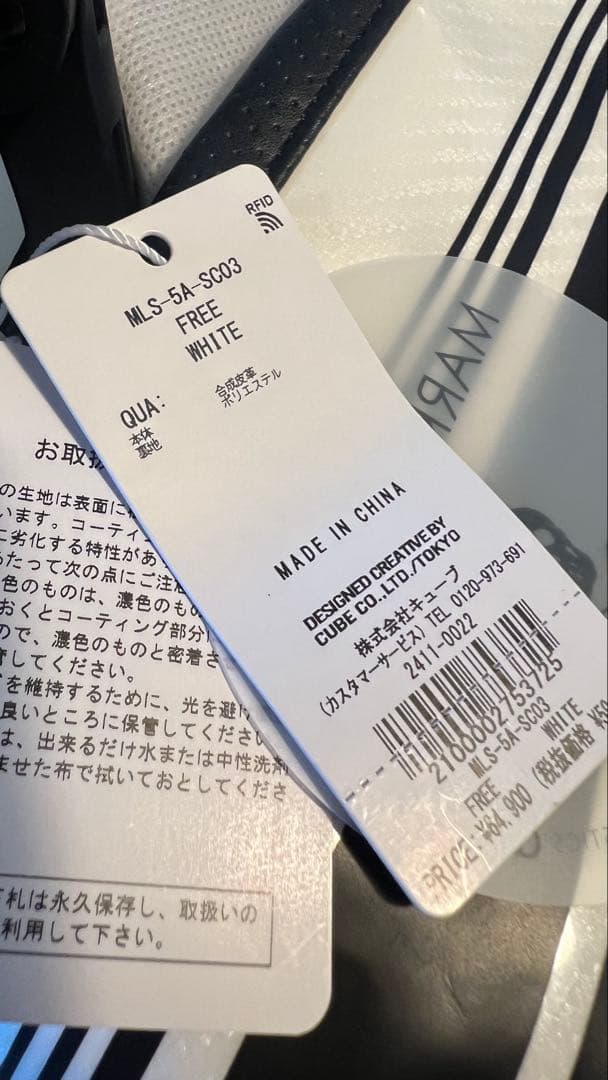 RFID
MLS-5A-SC03
FREE
WHITE
QUA:
本体 合成皮革
裏地 ポリエステル
MADE IN CHINA
DESIGNED CREATIVE BY
CUBE CO.,LTD./TOKYO
株式会社キューブ
(カスタマーサービス) TEL 0120-973-691
2411-0022
2100002753725
MLS-5A-SC03
FREE WHITE
PRICE:¥64,900 (税抜価格 ¥59
お取扱
の生地は表面に
います。コーティ
に劣化する特性があ
たって次の点にご注
色のものは、濃色のもの
おくとコーティング部分
ので、濃色のものと密着さ
管してください。
を維持するために、光を避け
良いところに保管してください
は、出来るだけ水または中性洗剤
ませた布で拭いておとしてくださ
下札は永久保存し、取扱いの
利用して下さい。
MAR